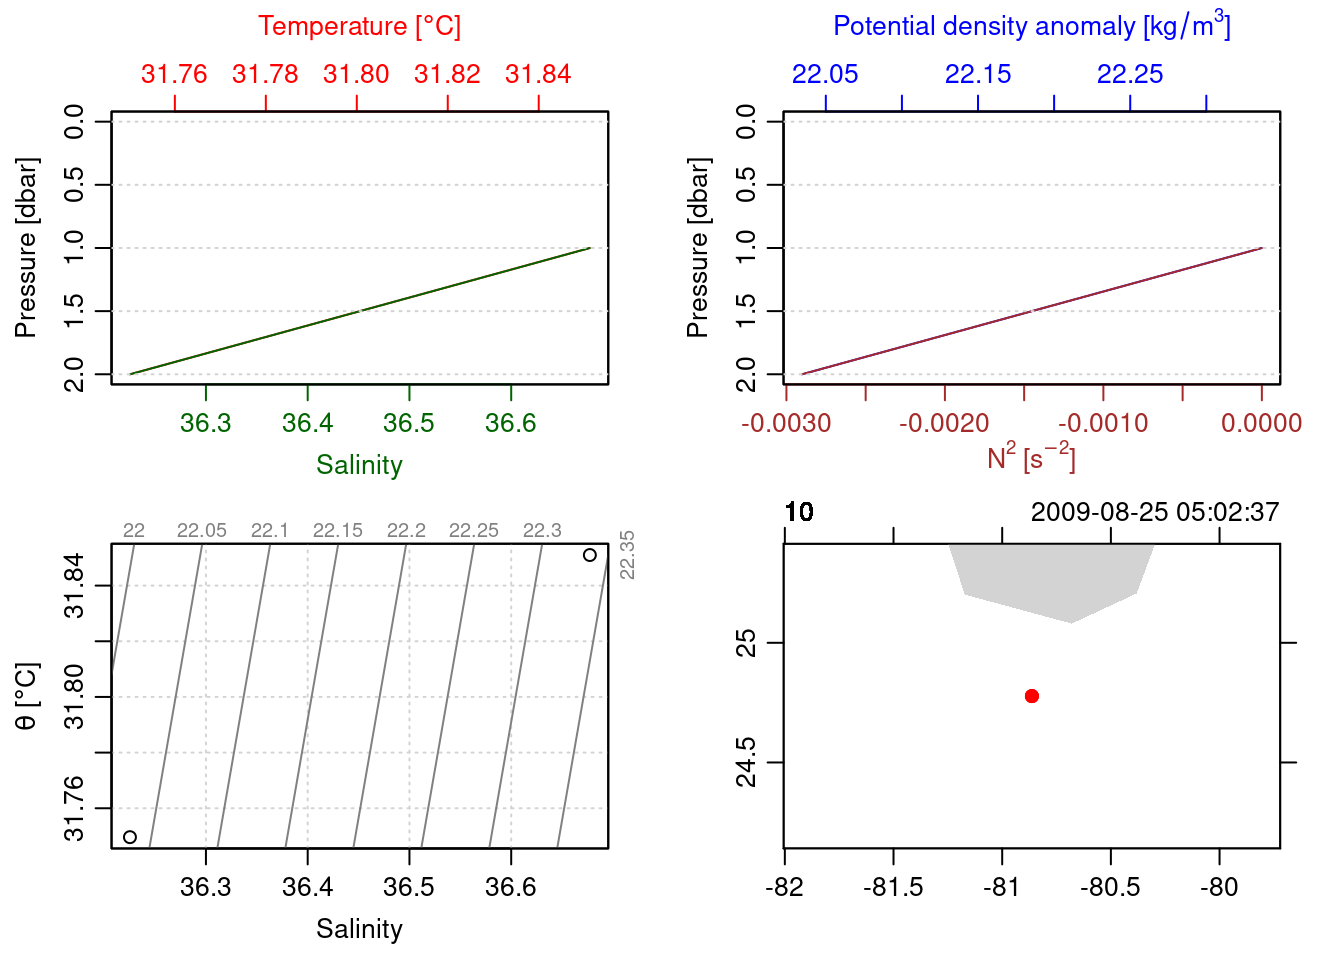 Temperature [°C]
31.76 31.78 31.80 31.82 31.84
Pressure [dbar]
0.0 0.5 1.0 1.5 2.0
36.3 36.4 36.5 36.6
Salinity
Potential density anomaly [kg/m³]
22.05 22.15 22.25
Pressure [dbar]
0.0 0.5 1.0 1.5 2.0
-0.0030 -0.0020 -0.0010 0.0000
N² [s⁻²]
22 22.05 22.1 22.15 22.2 22.25 22.3 22.35
θ [°C]
31.84 31.80 31.76
36.3 36.4 36.5 36.6
Salinity
10 2009-08-25 05:02:37
25 24.5
-82 -81.5 -81 -80.5 -80